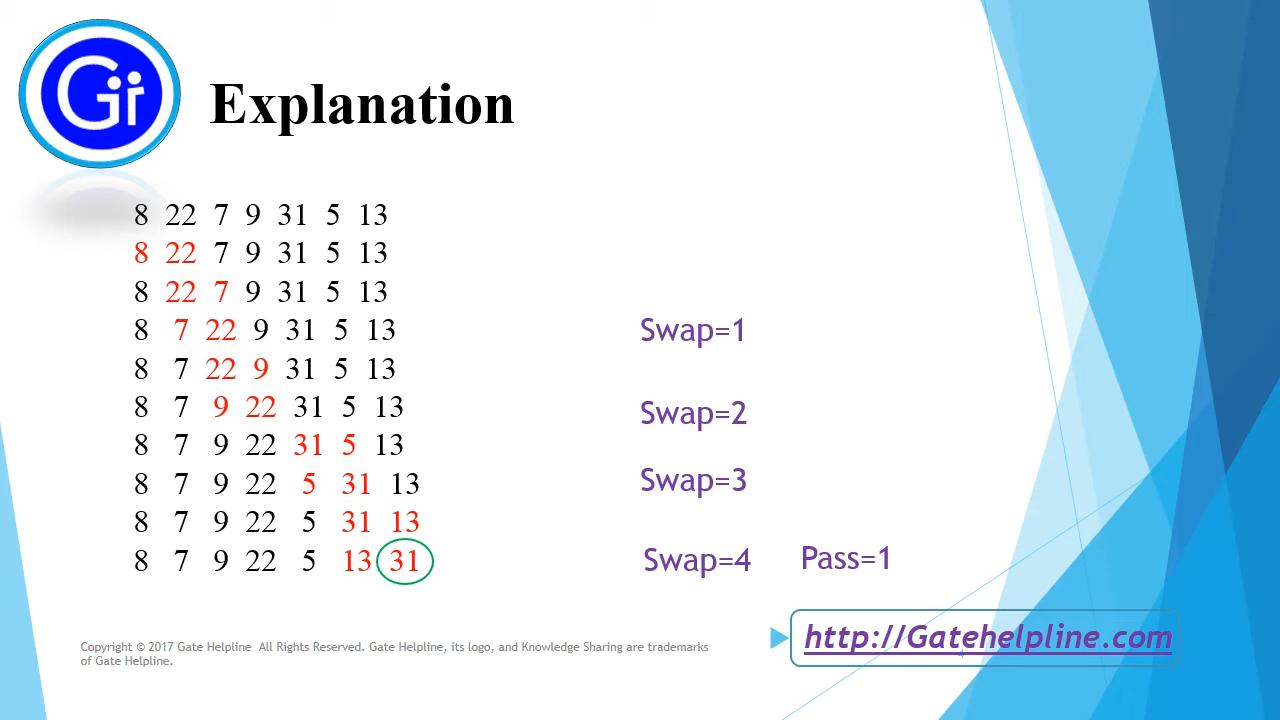 Gi
Explanation
8 22 7 9 31 5 13
8 22 7 9 31 5 13
8 22 7 9 31 5 13
8 7 22 9 31 5 13 Swap=1
8 7 22 9 31 5 13
8 7 9 22 31 5 13 Swap=2
8 7 9 22 31 5 13
8 7 9 22 5 31 13 Swap=3
8 7 9 22 5 31 13
8 7 9 22 5 13 31 Swap=4 Pass=1
http://Gatehelpline.com
Copyright © 2017 Gate Helpline All Rights Reserved. Gate Helpline, its logo, and Knowledge Sharing are trademarks
of Gate Helpline.